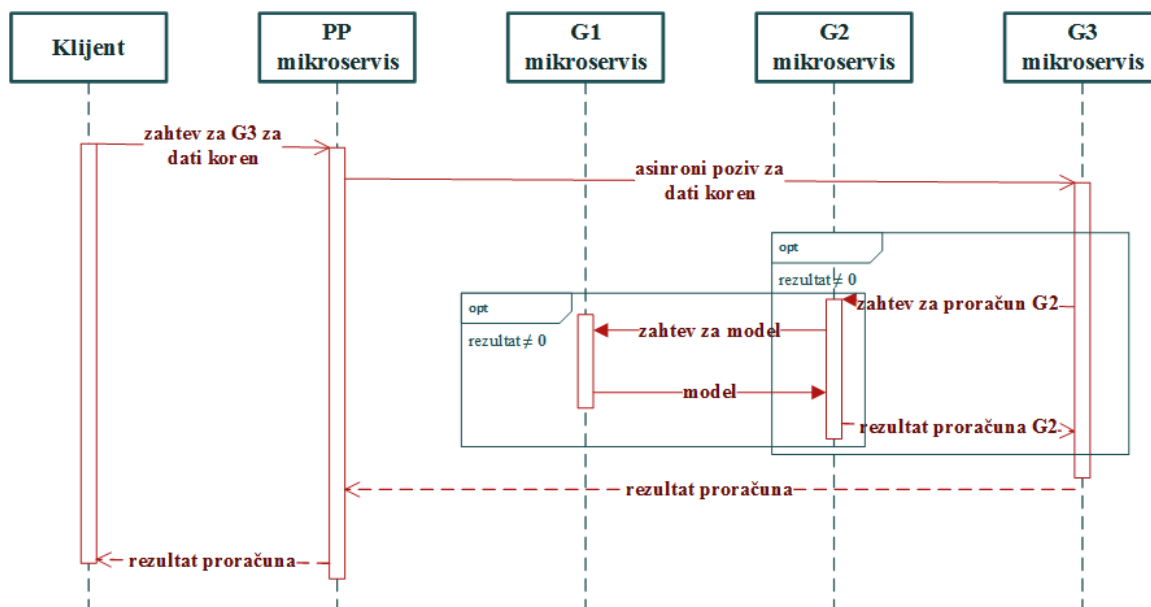 Klijent
PP
mikroservis
G1
mikroservis
G2
mikroservis
G3
mikroservis
zahtev za G3 za
dati koren
asinroni poziv za
dati koren
opt
rezultat ≠ 0
zahtev za proračun G2
opt
rezultat ≠ 0
zahtev za model
model
rezultat proračuna G2
rezultat proračuna
rezultat proračuna